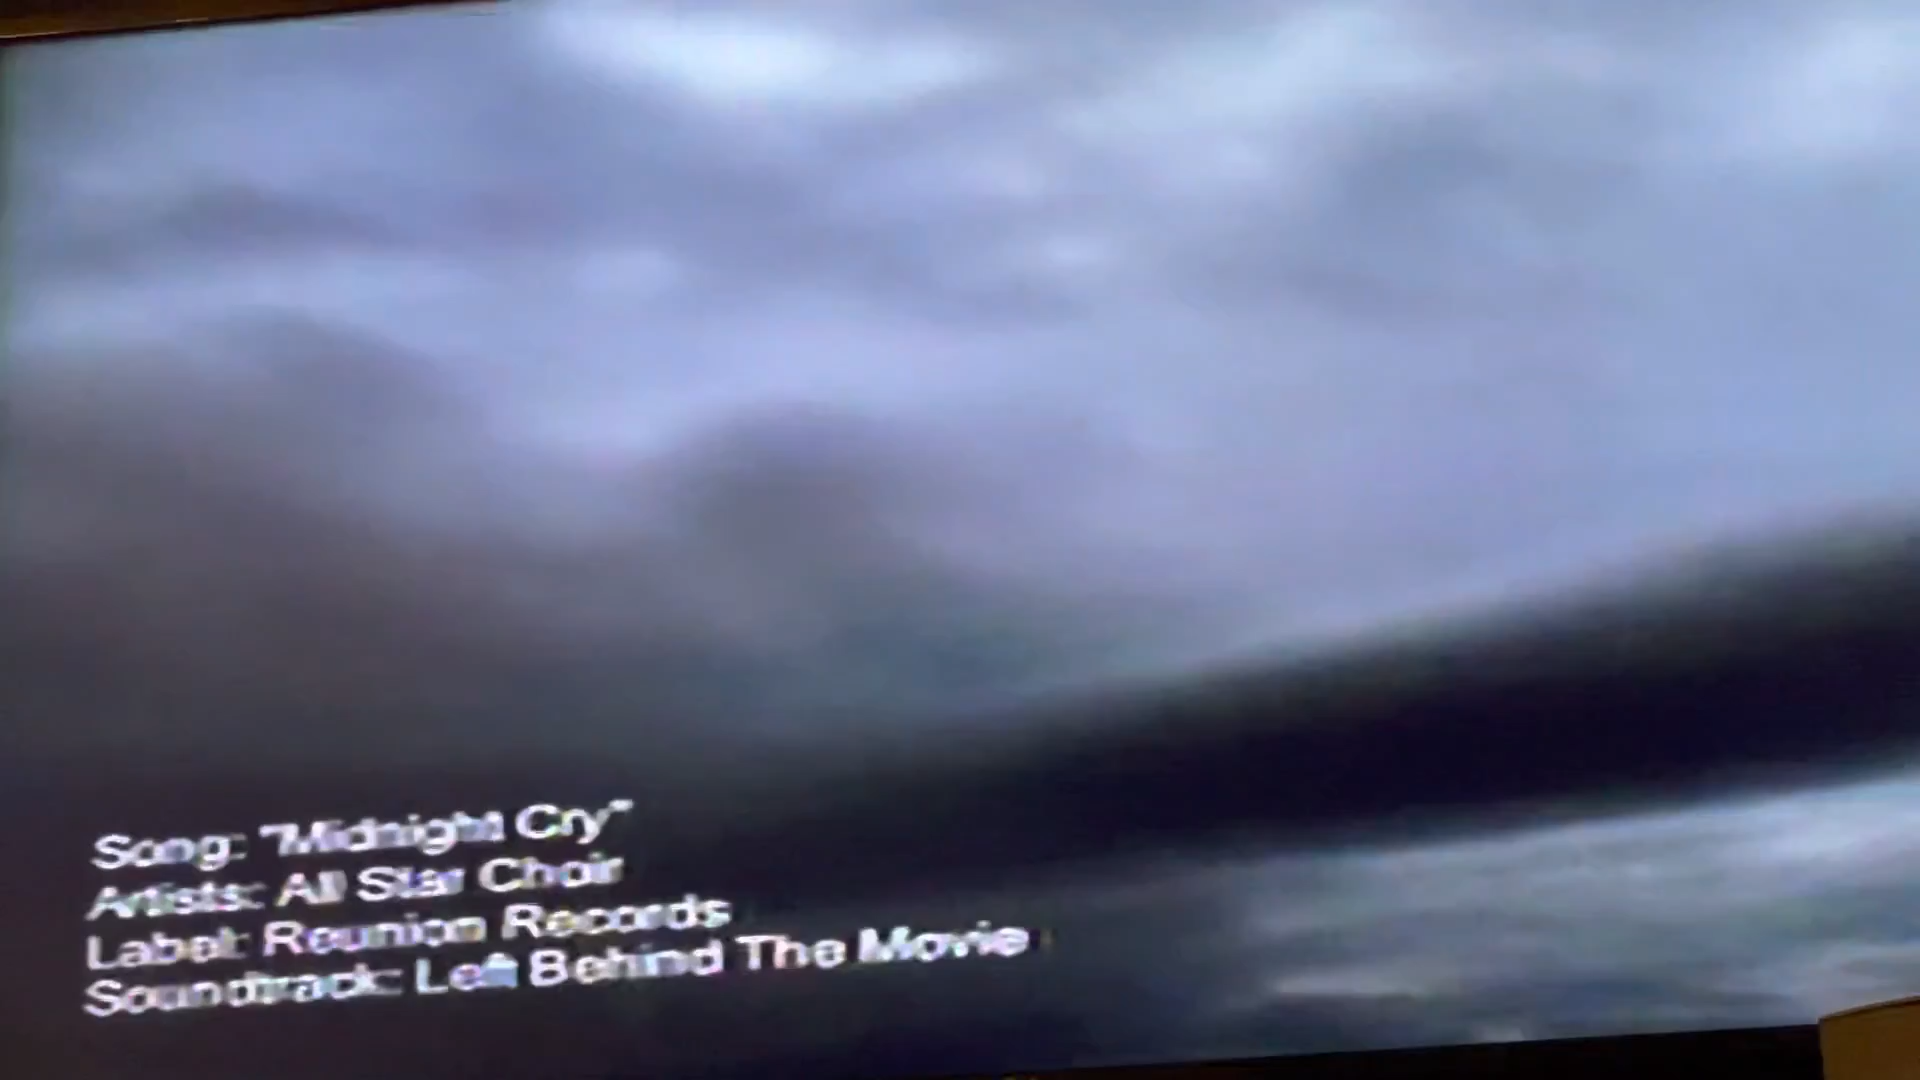 Song: "Midnight Cry"
Artists: All Star Choir
Label: Reunion Records
Soundtrack: Left Behind The Movie